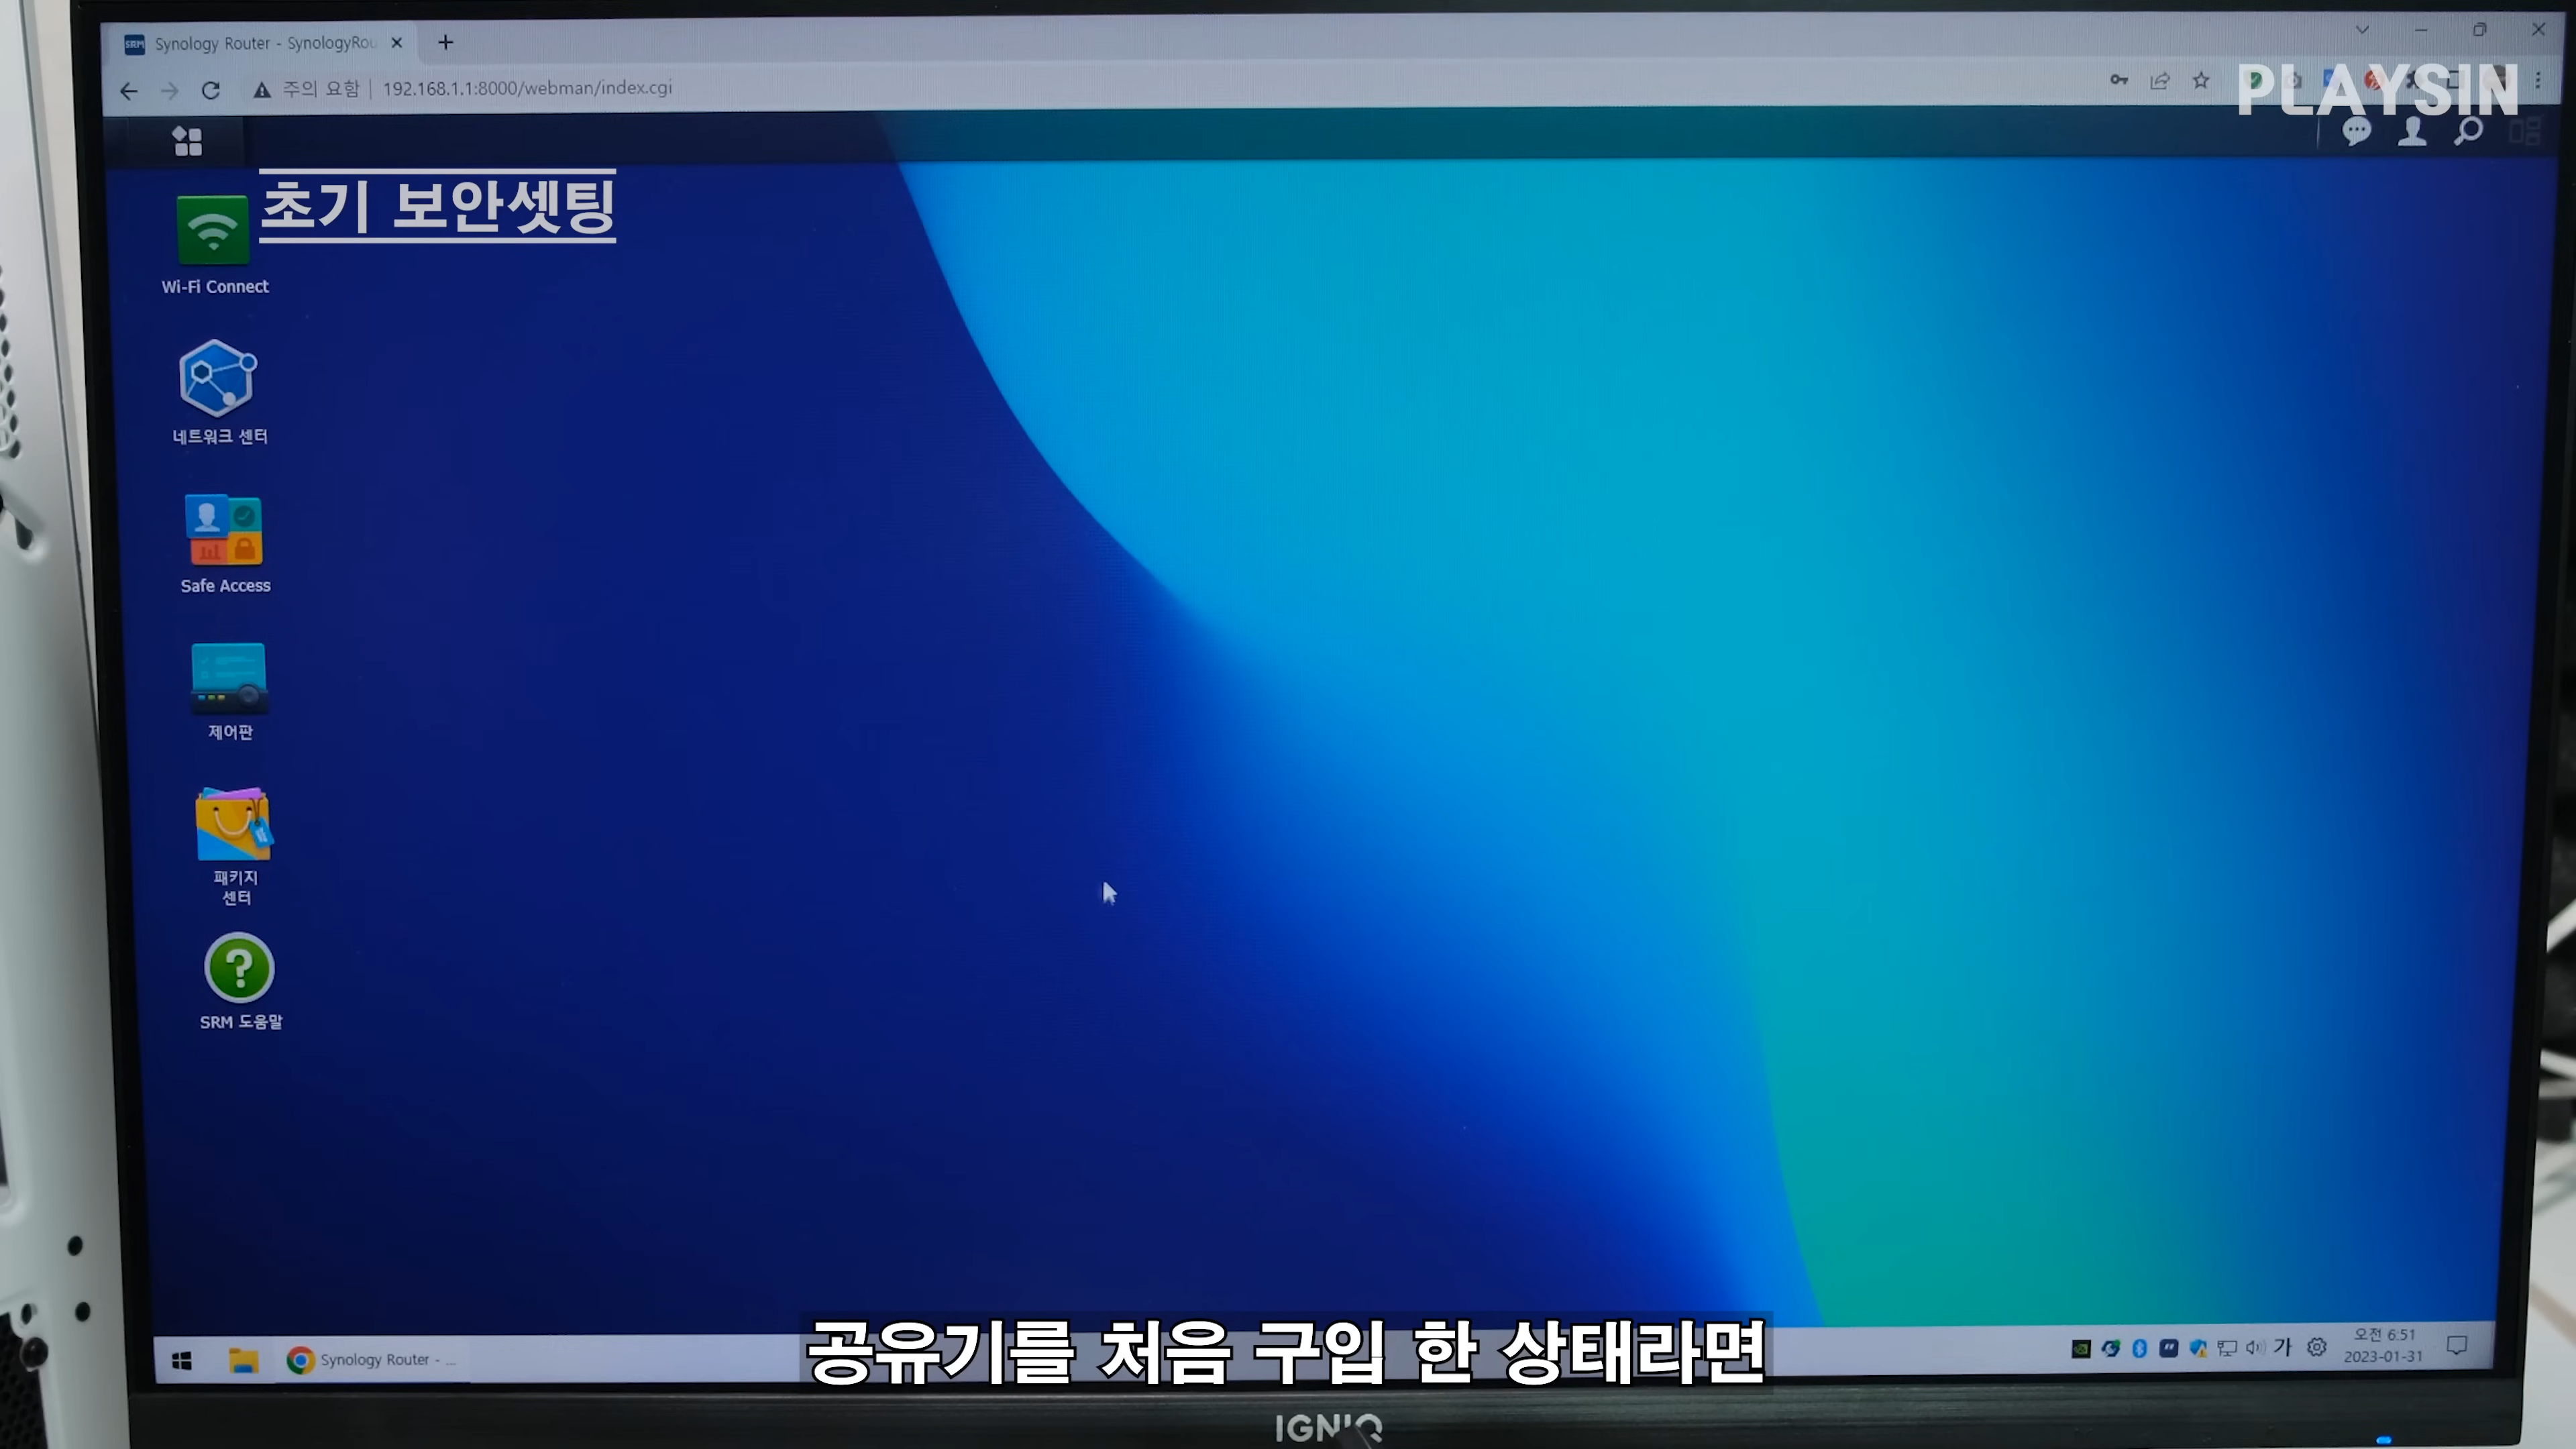 Synology Router - SynologyRou
주의 요함
192.168.1.1:8000/webman/index.cgi
PLAYSIN
초기 보안셋팅
Wi-Fi Connect
네트워크 센터
Safe Access
제어판
패키지
센터
SRM 도움말
공유기를 처음 구입 한 상태라면
Synology Router - ...
가
오전 6:51
2023-01-31
IGNIQ